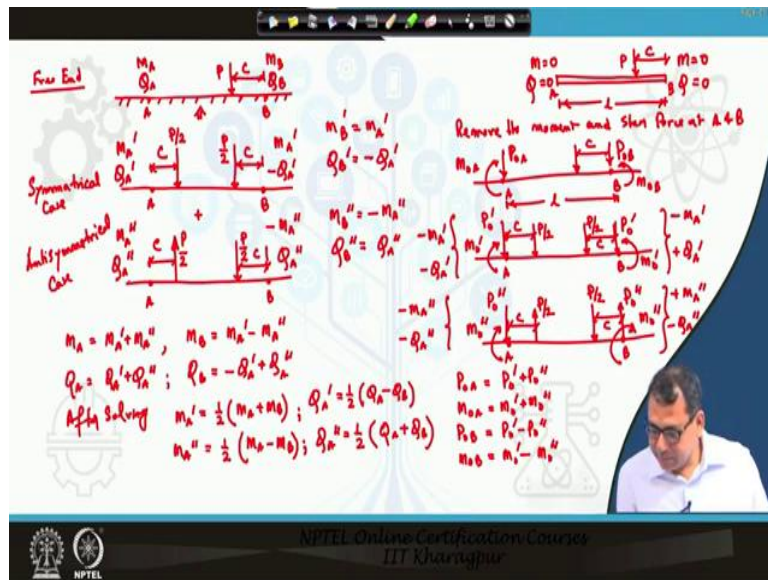 Free End
M_A
Q_A
P
C
M_B
Q_B
A
B
M_A'
Q_A'
C
P/2
P/2
C
M_A'
-Q_A'
Symmetrical
Case
A
B
+
M_A''
Q_A''
C
P/2
P/2
C
-M_A''
Q_A''
Antisymmetrical
Case
A
B
M_B' = M_A'
Q_B' = -Q_A'
M_B'' = -M_A''
Q_B'' = Q_A''
M_A = M_A' + M_A'', M_B = M_A' - M_A''
Q_A = Q_A' + Q_A''; Q_B = -Q_A' + Q_A''
After Solving
M_A' = 1/2 (M_A + M_B); Q_A' = 1/2 (Q_A - Q_B)
M_A'' = 1/2 (M_A - M_B); Q_A'' = 1/2 (Q_A + Q_B)
M=0
Q=0
P
C
M=0
Q=0
A
B
l
Remove the moment and shear force at A & B
M_0A
P_0A
C
P_0B
M_0B
A
B
l
-M_A'
-Q_A'
P_0'
M_0'
C
P/2
P/2
C
P_0'
M_0'
-M_A'
+Q_A'
A
B
-M_A''
-Q_A''
P_0''
M_0''
C
P/2
P/2
C
P_0''
M_0''
+M_A''
-Q_A''
A
B
P_0A = P_0' + P_0''
M_0A = M_0' + M_0''
P_0B = P_0' - P_0''
M_0B = M_0' - M_0''
NPTEL
NPTEL Online Certification Courses
IIT Kharagpur